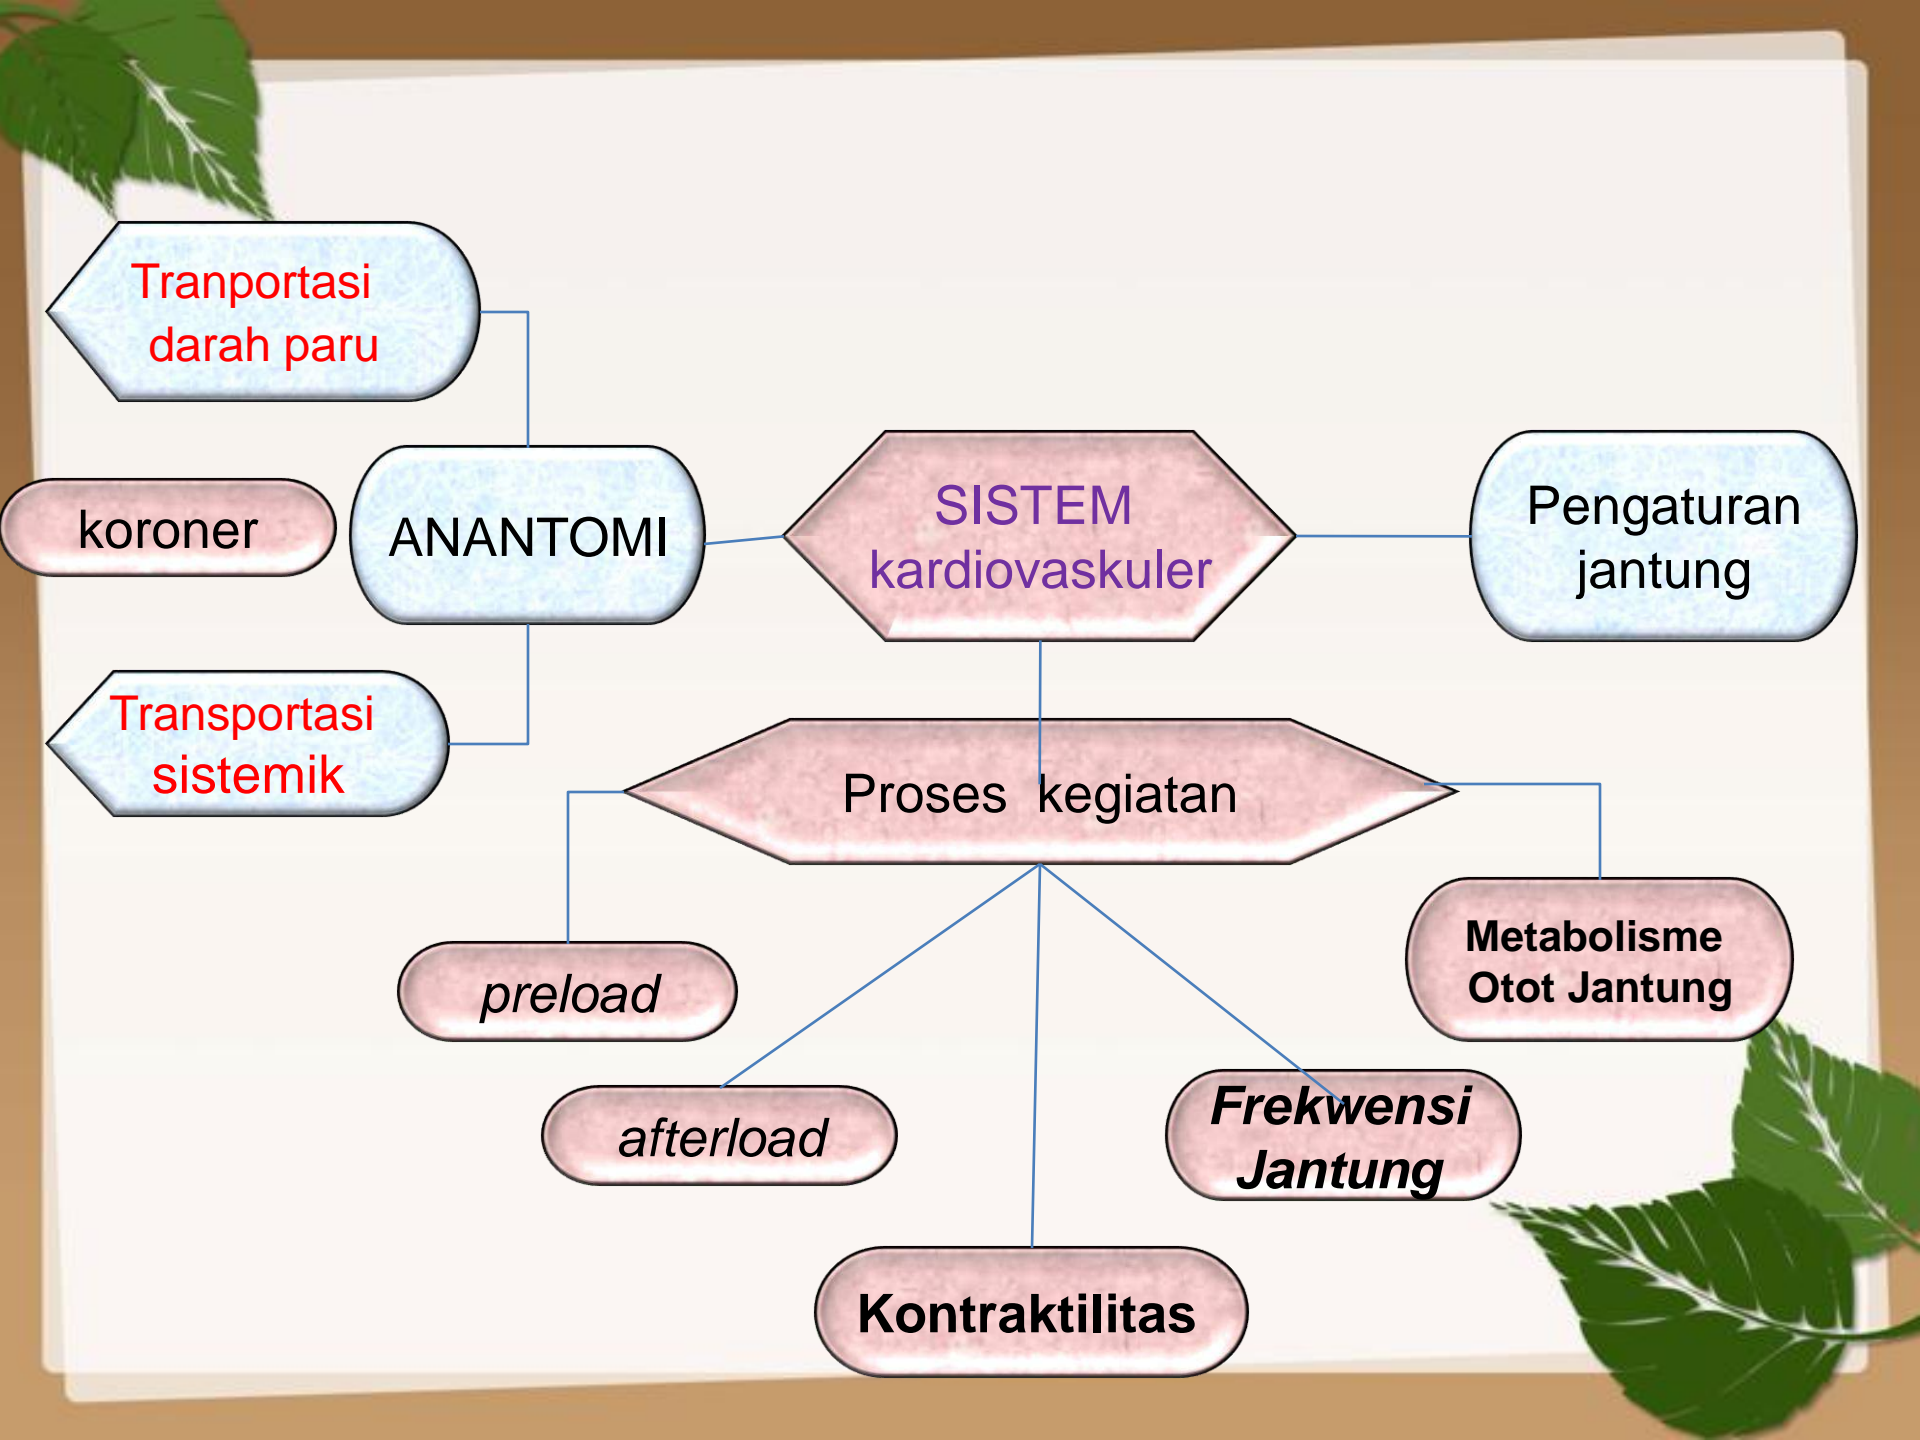 Tranportasi
darah paru
koroner
ANANTOMI
SISTEM
kardiovaskuler
Pengaturan
jantung
Transportasi
sistemik
Proses kegiatan
preload
Metabolisme
Otot Jantung
afterload
Frekwensi
Jantung
Kontraktilitas